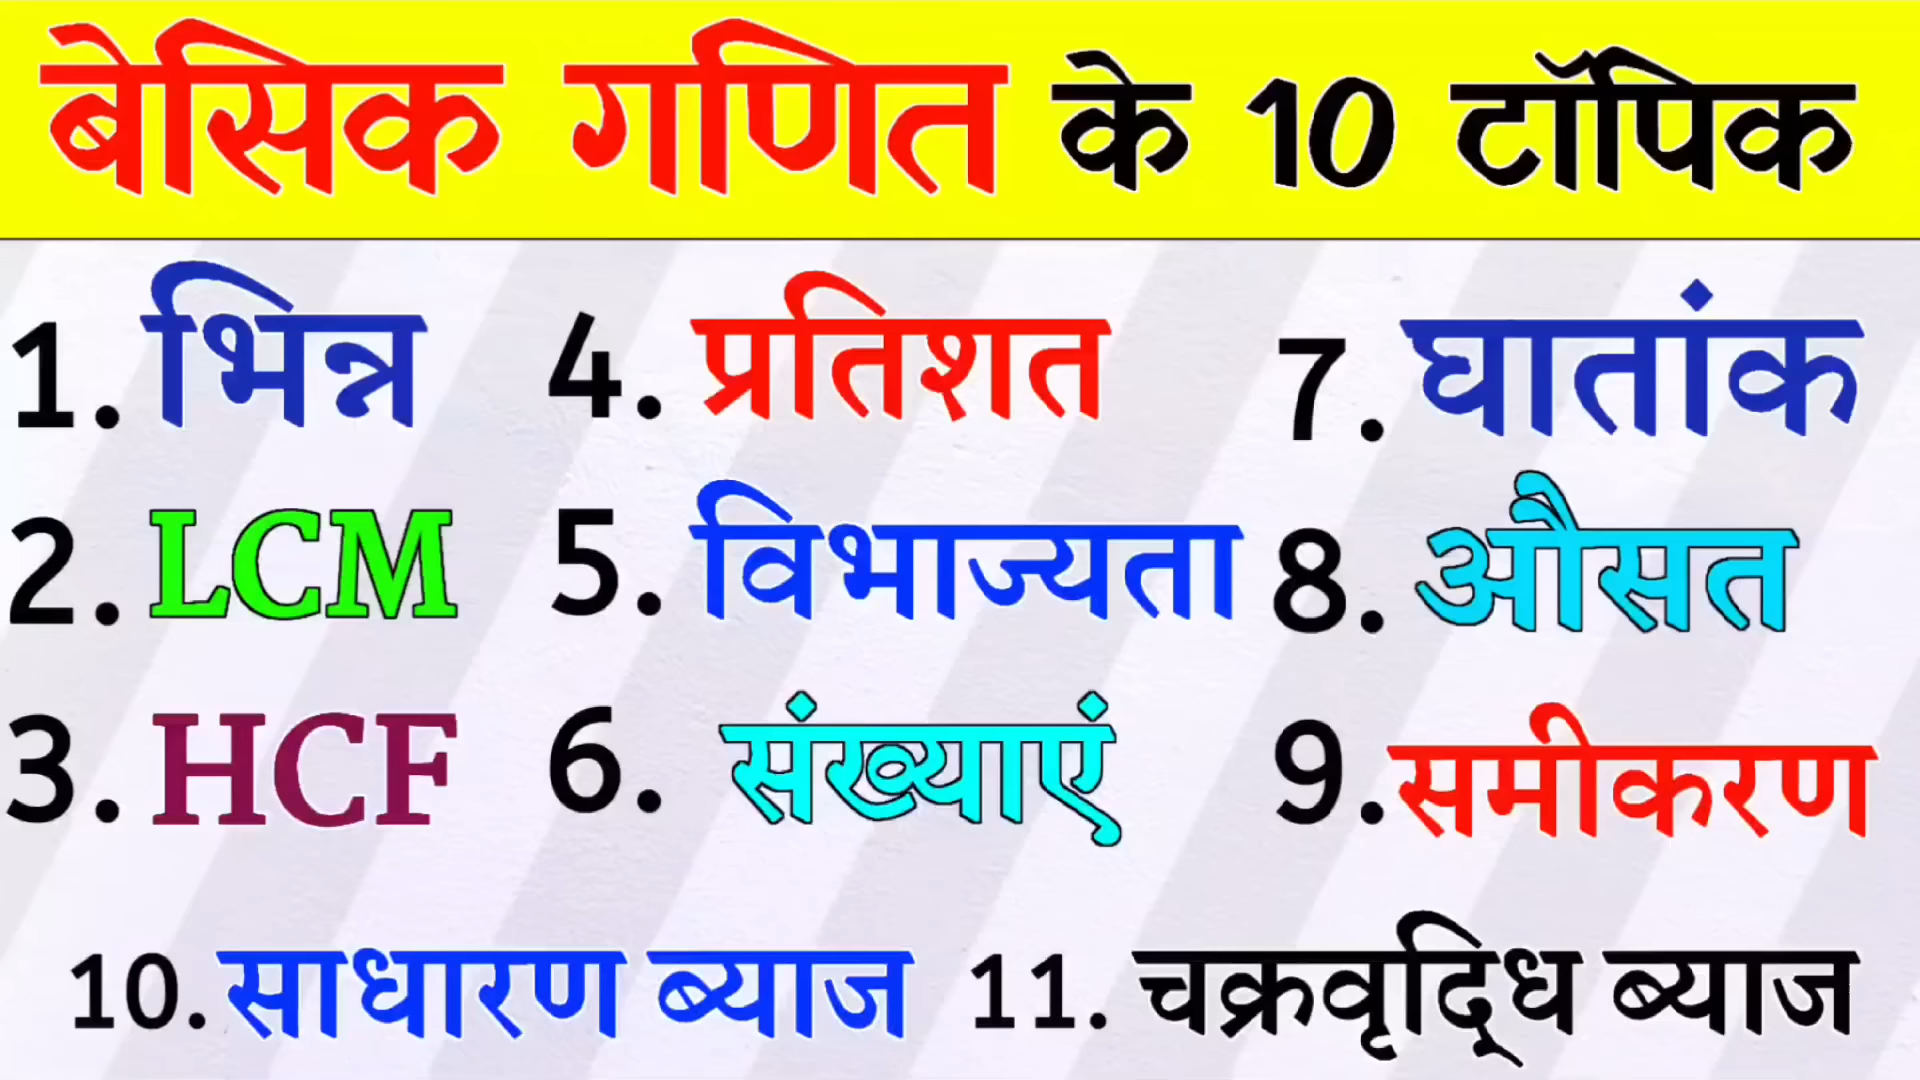 बेसिक गणित के 10 टॉपिक
1. भिन्न
2. LCM
3. HCF
4. प्रतिशत
5. विभाज्यता
6. संख्याएं
7. घातांक
8. औसत
9. समीकरण
10. साधारण ब्याज
11. चक्रवृद्धि ब्याज